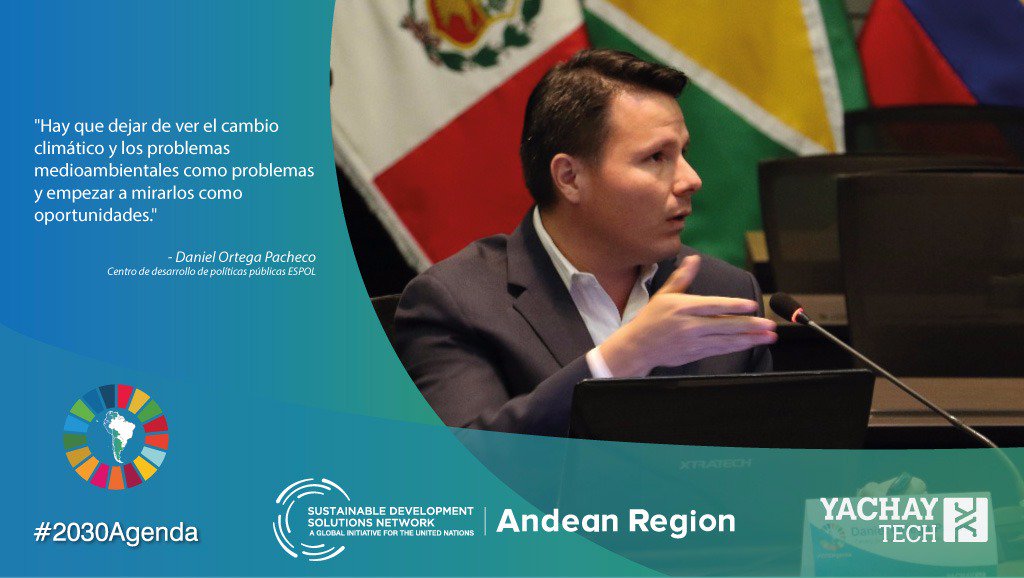 "Hay que dejar de ver el cambio
climático y los problemas
medioambientales como problemas
y empezar a mirarlos como
oportunidades."
- Daniel Ortega Pacheco
Centro de desarrollo de políticas públicas ESPOL
XTRATECH
#2030Agenda
SUSTAINABLE DEVELOPMENT
SOLUTIONS NETWORK
A GLOBAL INITIATIVE FOR THE UNITED NATIONS
Andean Region
YACHAY
TECH
Daniel